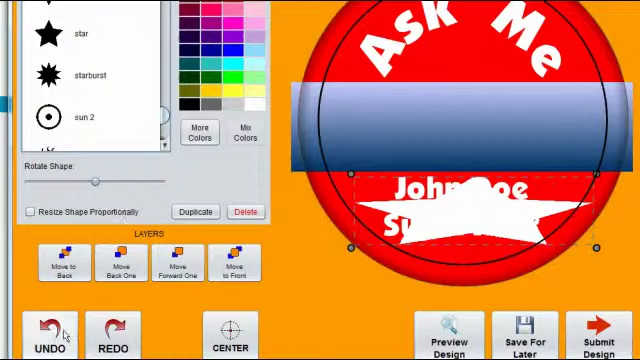 star
starburst
sun 2
More Colors
Mix Colors
Rotate Shape:
Resize Shape Proportionally
Duplicate
Delete
LAYERS
Move to Back
Move Back One
Move Forward One
Move to Front
UNDO
REDO
CENTER
Ask Me
John Doe
Preview Design
Save For Later
Submit Design